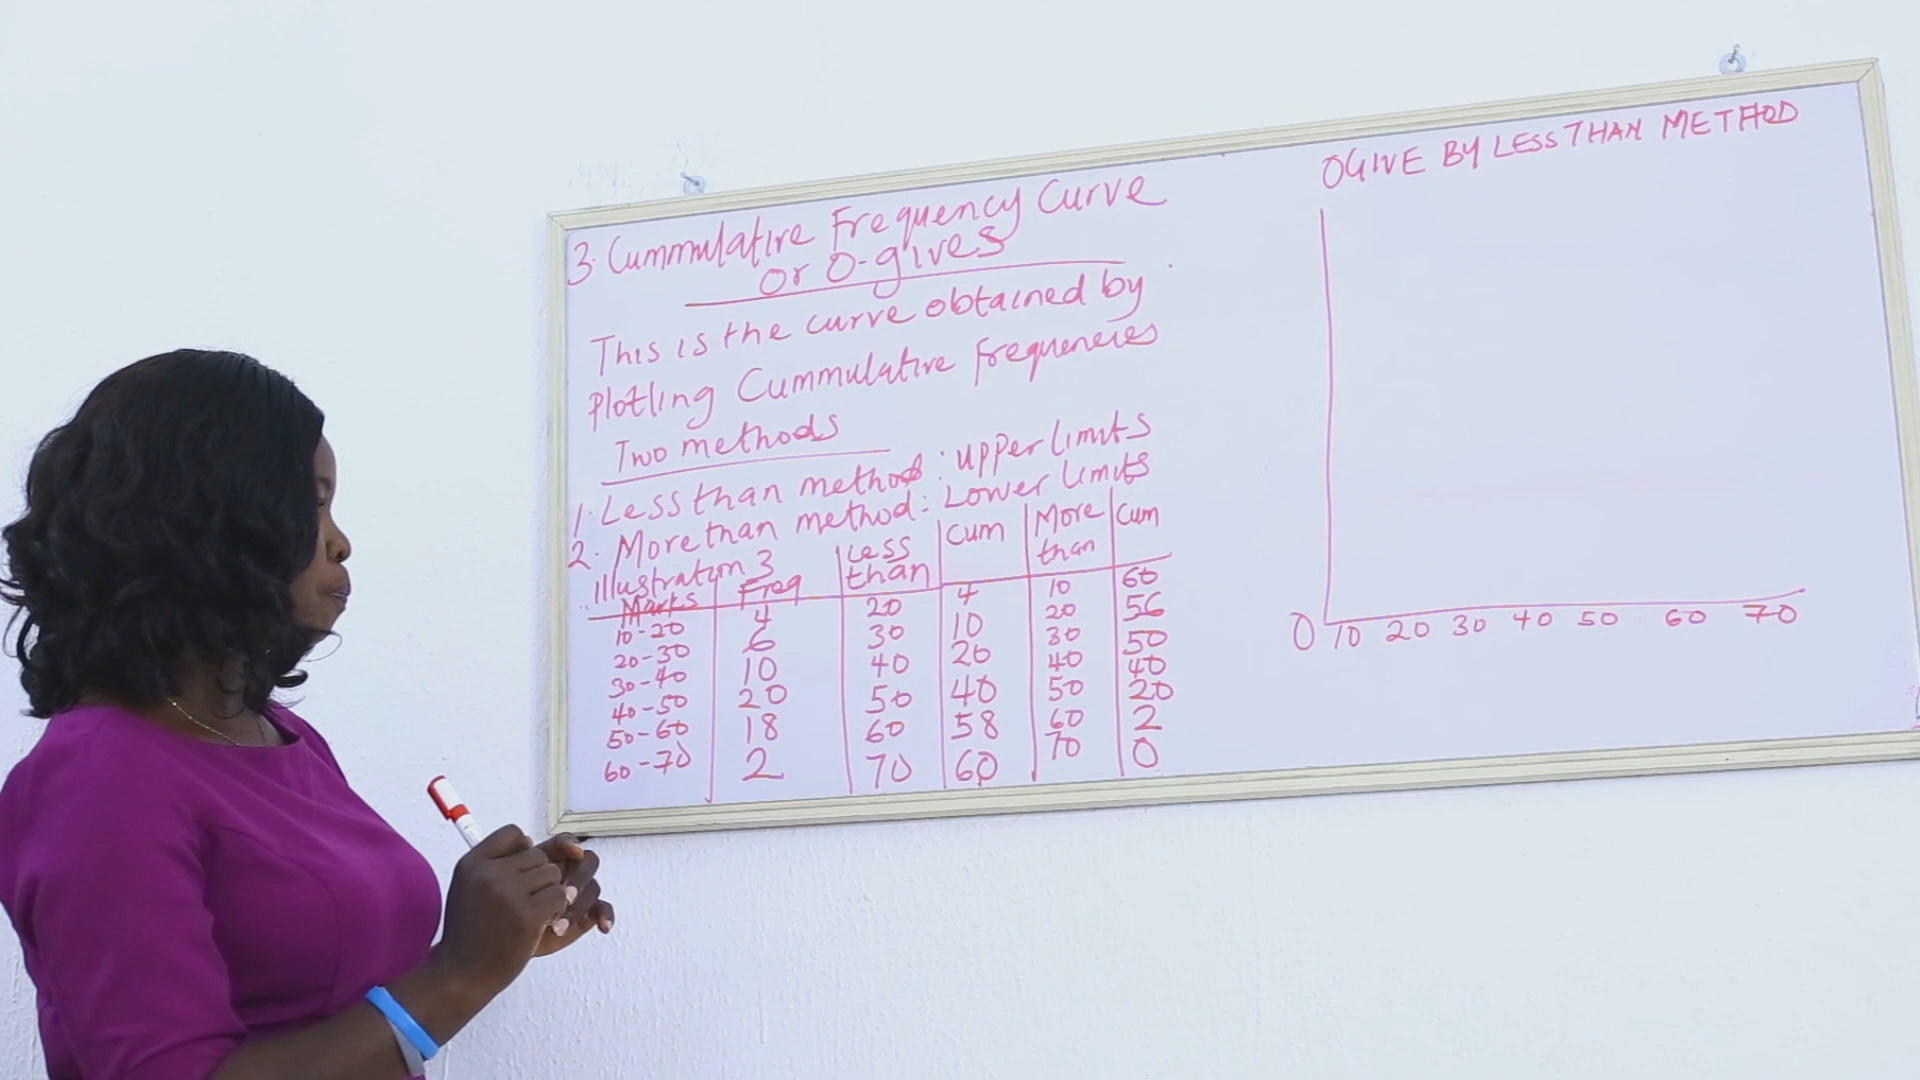 3. Cummulative Frequency Curve
Or O-gives
This is the curve obtained by
Plotling Cummulative frequencies
Two methods
1. Less than method: upper limits
2. More than method: Lower limits
Illustration 3
Marks Freq Less than Cum More than Cum
10-20 4 20 4 10 60
20-30 6 30 10 20 56
30-40 10 40 20 30 50
40-50 20 50 40 40 40
50-60 18 60 58 50 20
60-70 2 70 60 60 2
70 0
OGIVE BY LESS THAN METHOD
0 10 20 30 40 50 60 70